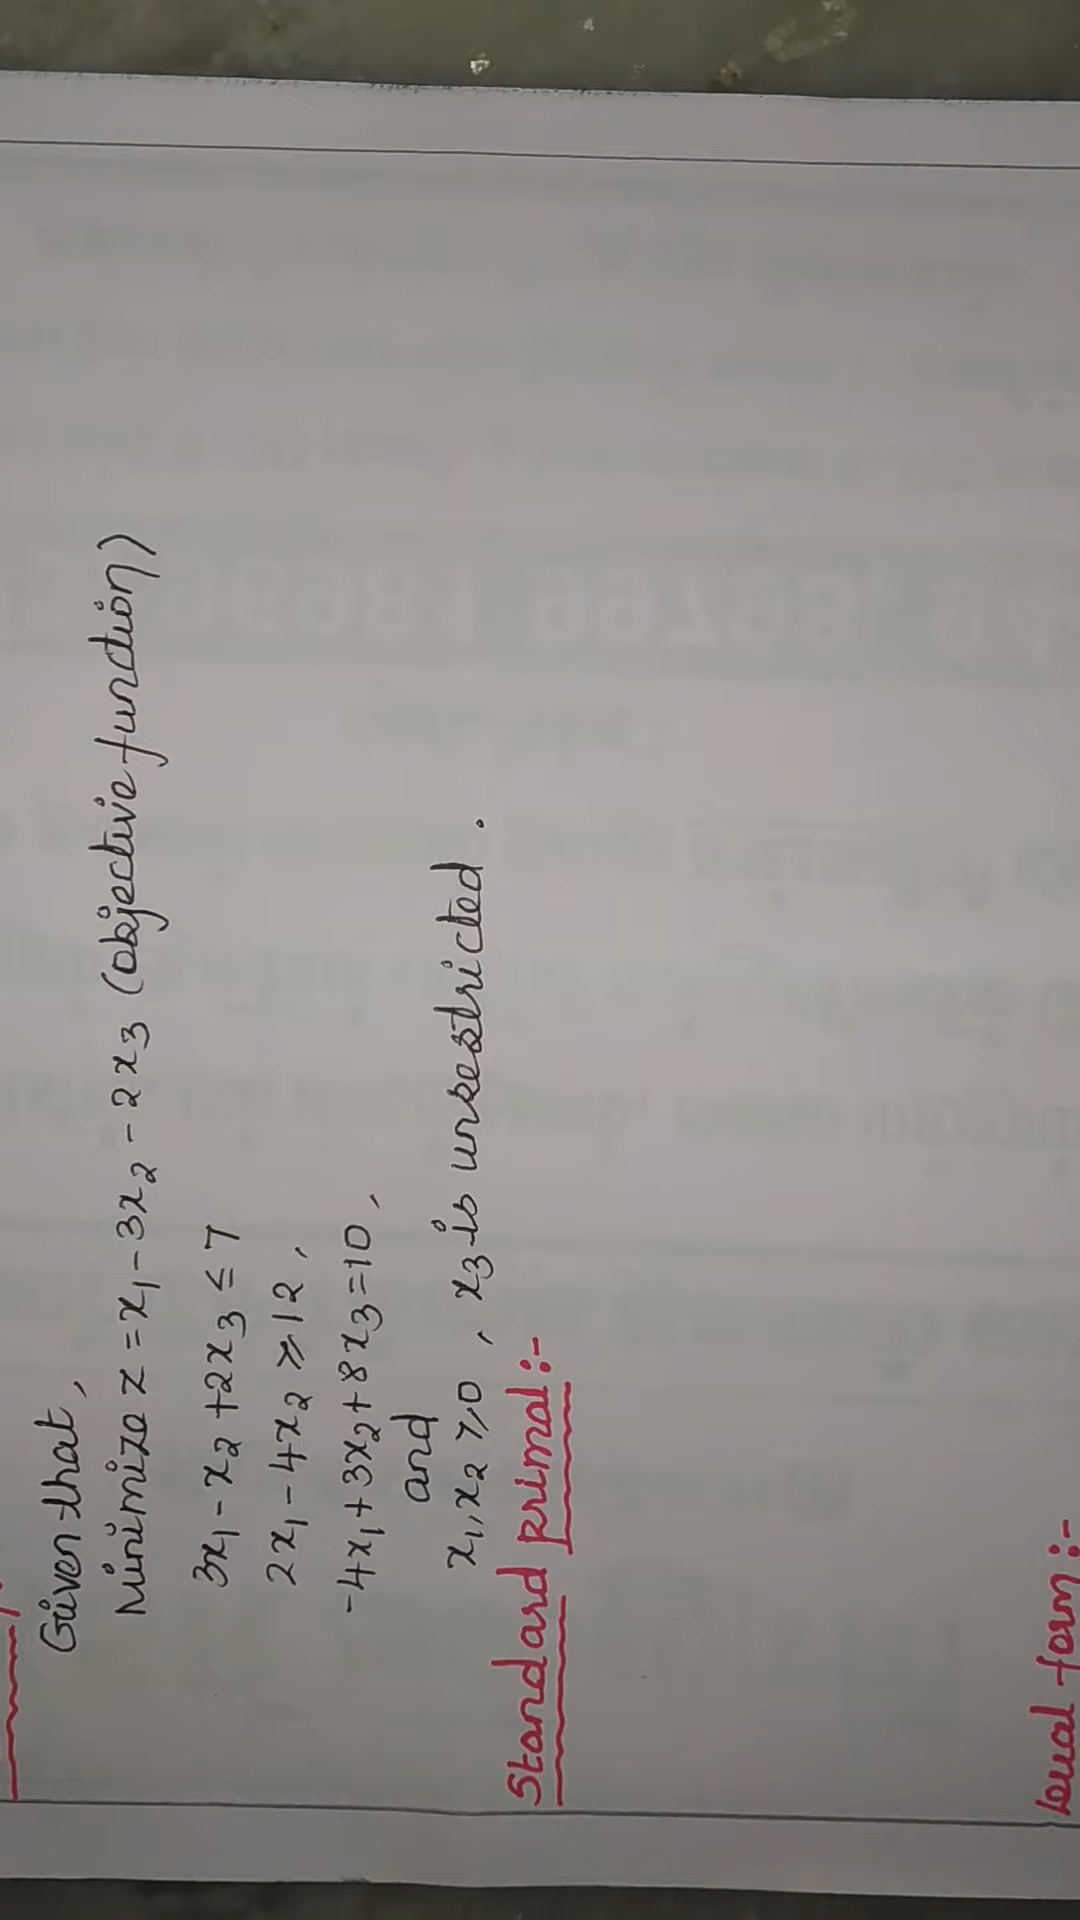 Given that,
Minimize z = x₁ - 3x₂ - 2x₃ (objective function)
3x₁ - x₂ + 2x₃ ≤ 7
2x₁ - 4x₂ ≥ 12,
-4x₁ + 3x₂ + 8x₃ = 10,
and
x₁, x₂ ≥ 0, x₃ is unrestricted.
Standard primal:-
Dual form:-